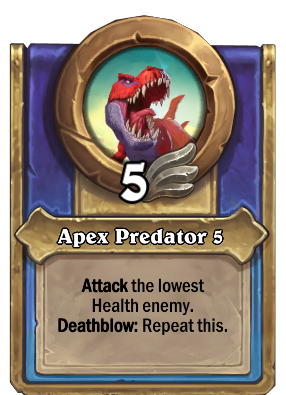 5
Apex Predator 5
Attack the lowest
Health enemy.
Deathblow: Repeat this.